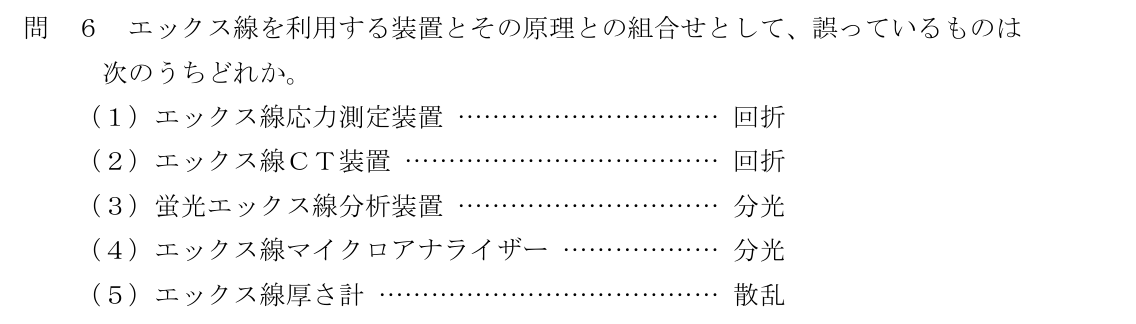 問　６　エックス線を利用する装置とその原理との組合せとして、誤っているものは
次のうちどれか。
（１）エックス線応力測定装置 …………………………… 回折
（２）エックス線ＣＴ装置 ………………………………… 回折
（３）蛍光エックス線分析装置 …………………………… 分光
（４）エックス線マイクロアナライザー ……………… 分光
（５）エックス線厚さ計 …………………………………… 散乱